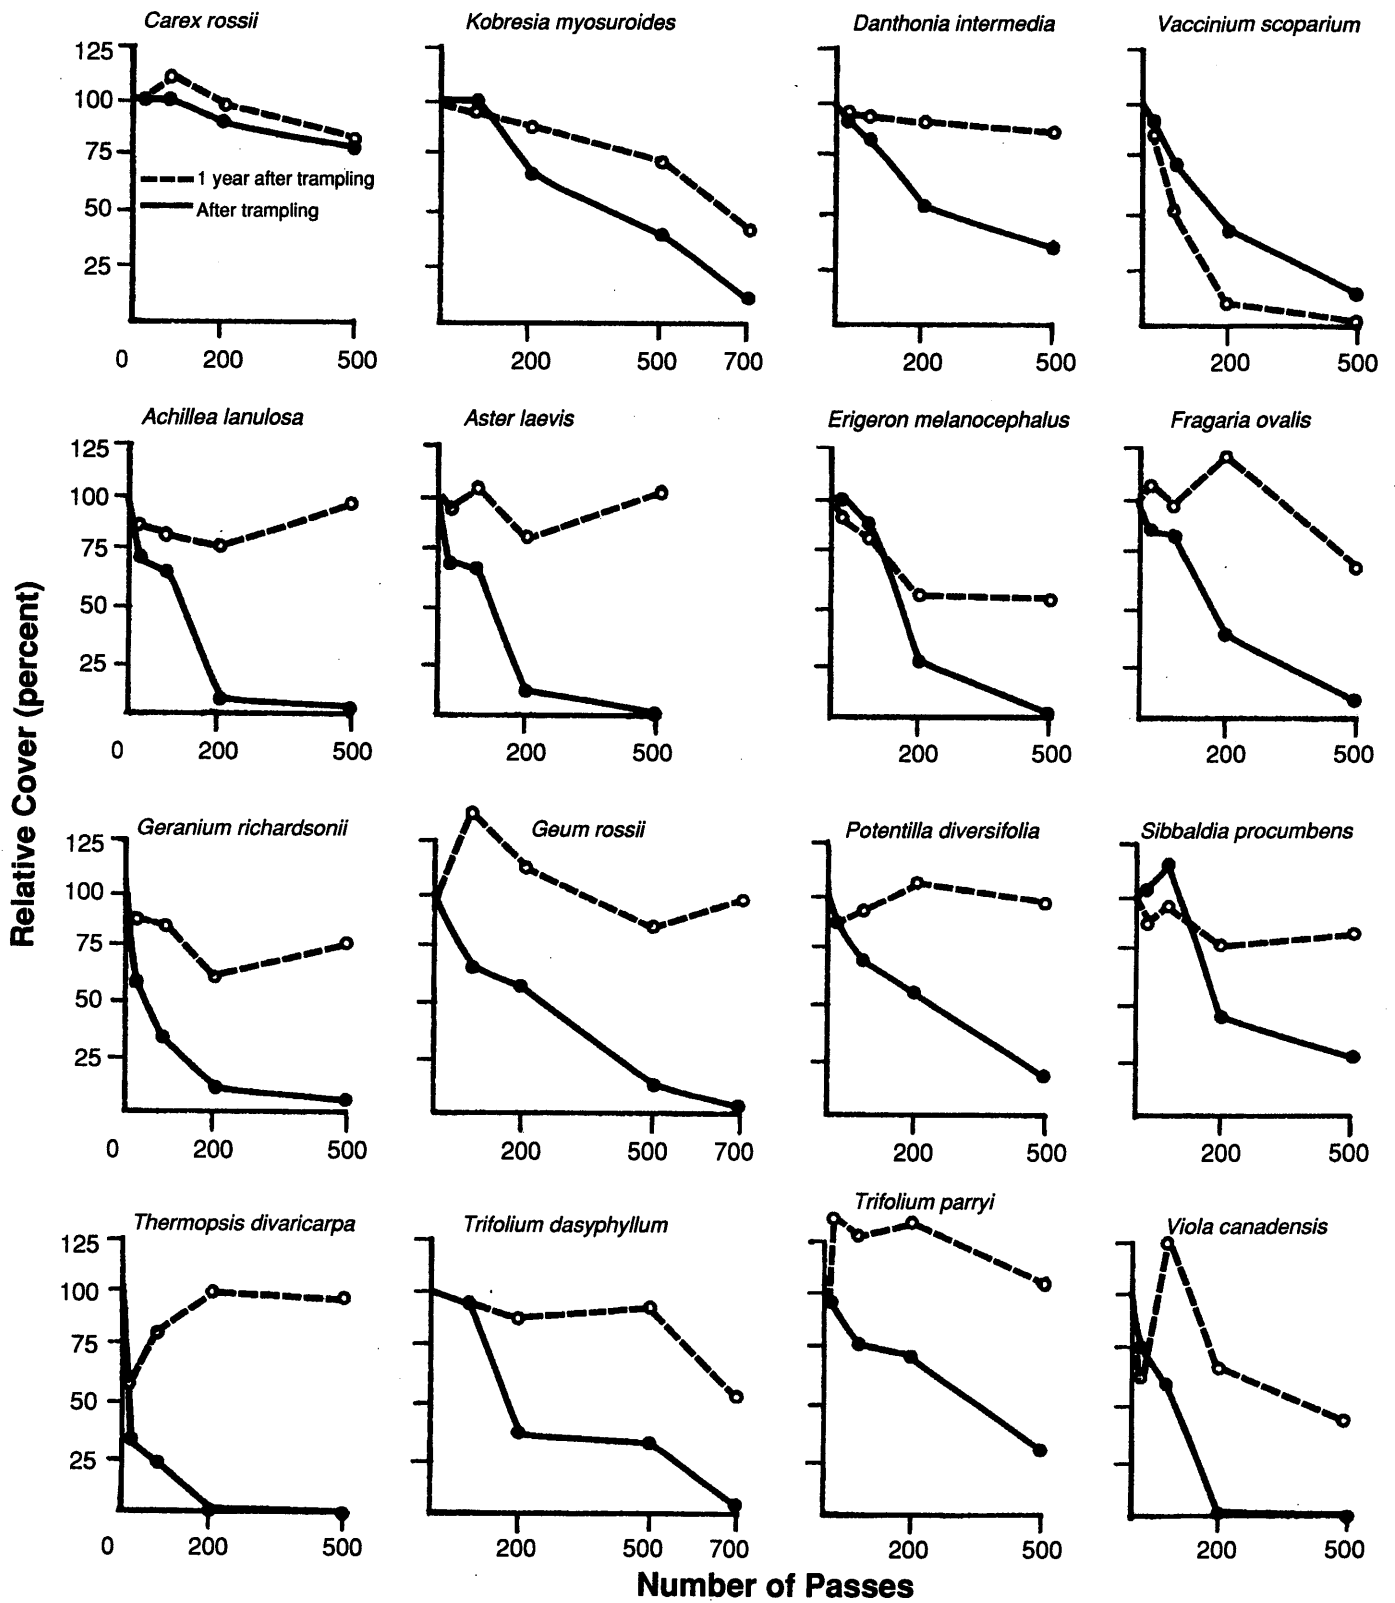 Carex rossii Kobresia myosuroides Danthonia intermedia Vaccinium scoparium
125
100
75
1 year after trampling
50
After trampling
25
0 200 500 200 500 700 200 500 200 500
Achillea lanulosa Aster laevis Erigeron melanocephalus Fragaria ovalis
125
100
75
50
25
0 200 500 200 500 200 500 200 500
Relative Cover (percent)
Geranium richardsonii Geum rossii Potentilla diversifolia Sibbaldia procumbens
125
100
75
50
25
0 200 500 200 500 700 200 500 200 500
Thermopsis divaricarpa Trifolium dasyphyllum Trifolium parryi Viola canadensis
125
100
75
50
25
0 200 500 200 500 700 200 500 200 500
Number of Passes